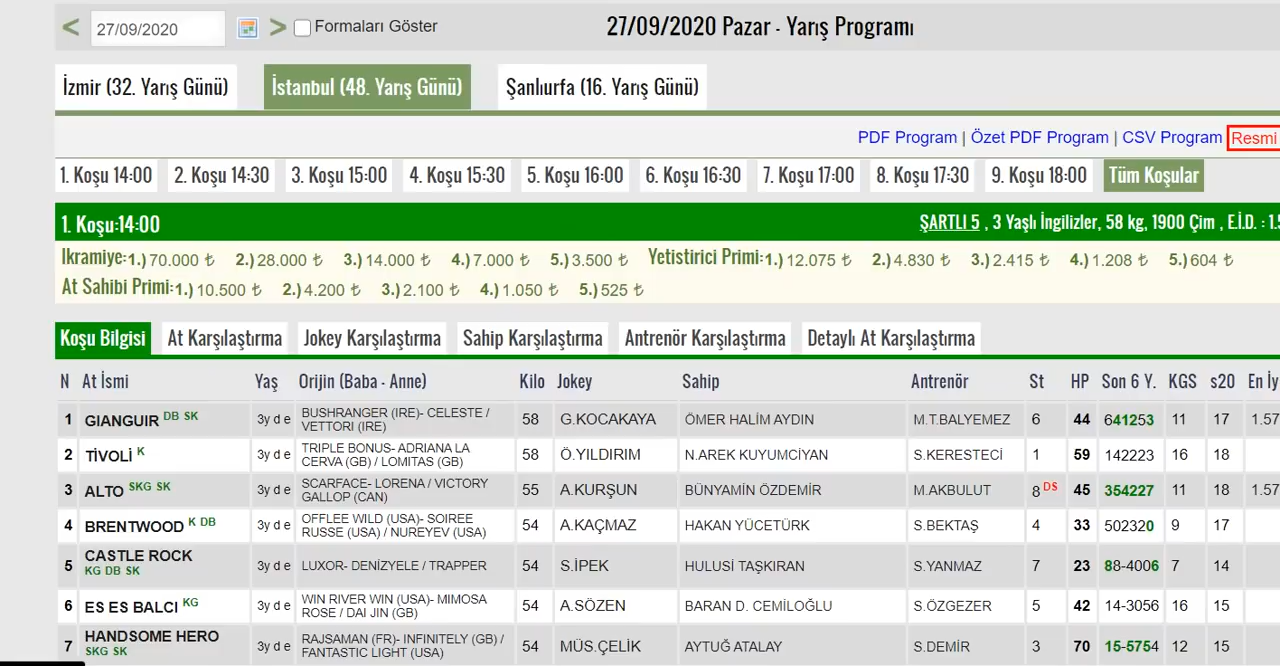 < 27/09/2020 > Formaları Göster 27/09/2020 Pazar - Yarış Programı
İzmir (32. Yarış Günü) İstanbul (48. Yarış Günü) Şanlıurfa (16. Yarış Günü)
PDF Program | Özet PDF Program | CSV Program Resmi
1. Koşu 14:00 2. Koşu 14:30 3. Koşu 15:00 4. Koşu 15:30 5. Koşu 16:00 6. Koşu 16:30 7. Koşu 17:00 8. Koşu 17:30 9. Koşu 18:00 Tüm Koşular
1. Koşu:14:00 ŞARTLI 5 , 3 Yaşlı İngilizler, 58 kg, 1900 Çim , E.İ.D. : 1.5
Ikramiye:1.) 70.000 ₺ 2.) 28.000 ₺ 3.) 14.000 ₺ 4.) 7.000 ₺ 5.) 3.500 ₺ Yetistirici Primi:1.) 12.075 ₺ 2.) 4.830 ₺ 3.) 2.415 ₺ 4.) 1.208 ₺ 5.) 604 ₺
At Sahibi Primi:1.) 10.500 ₺ 2.) 4.200 ₺ 3.) 2.100 ₺ 4.) 1.050 ₺ 5.) 525 ₺
Koşu Bilgisi At Karşılaştırma Jokey Karşılaştırma Sahip Karşılaştırma Antrenör Karşılaştırma Detaylı At Karşılaştırma
N At İsmi Yaş Orijin (Baba - Anne) Kilo Jokey Sahip Antrenör St HP Son 6 Y. KGS s20 En İy
1 GIANGUIR DB SK 3y d e BUSHRANGER (IRE)- CELESTE / VETTORI (IRE) 58 G.KOCAKAYA ÖMER HALİM AYDIN M.T.BALYEMEZ 6 44 641253 11 17 1.57
2 TİVOLİ K 3y d e TRIPLE BONUS- ADRIANA LA CERVA (GB) / LOMITAS (GB) 58 Ö.YILDIRIM N.AREK KUYUMCİYAN S.KERESTECİ 1 59 142223 16 18
3 ALTO SKG SK 3y d e SCARFACE- LORENA / VICTORY GALLOP (CAN) 55 A.KURŞUN BÜNYAMİN ÖZDEMİR M.AKBULUT 8 DS 45 354227 11 18 1.57
4 BRENTWOOD K DB 3y d e OFFLEE WILD (USA)- SOIREE RUSSE (USA) / NUREYEV (USA) 54 A.KAÇMAZ HAKAN YÜCETÜRK S.BEKTAŞ 4 33 502320 9 17
5 CASTLE ROCK KG DB SK 3y d e LUXOR- DENİZYELE / TRAPPER 54 S.İPEK HULUSİ TAŞKIRAN S.YANMAZ 7 23 88-4006 7 14
6 ES ES BALCI KG 3y d e WIN RIVER WIN (USA)- MIMOSA ROSE / DAI JIN (GB) 54 A.SÖZEN BARAN D. CEMİLOĞLU S.ÖZGEZER 5 42 14-3056 16 15
7 HANDSOME HERO SKG SK 3y d e RAJSAMAN (FR)- INFINITELY (GB) / FANTASTIC LIGHT (USA) 54 MÜS.ÇELİK AYTUĞ ATALAY S.DEMİR 3 70 15-5754 12 15